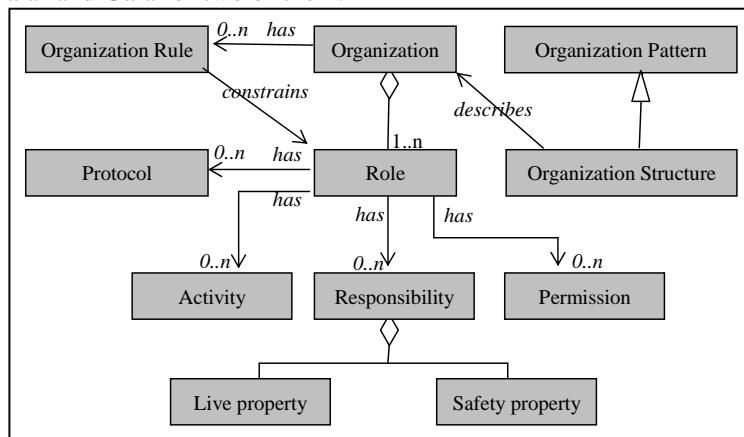 0..n has
Organization Rule
Organization
Organization Pattern
constrains
describes
1..n
0..n has
Protocol
Role
Organization Structure
has
has
has
0..n
0..n
0..n
Activity
Responsibility
Permission
Live property
Safety property